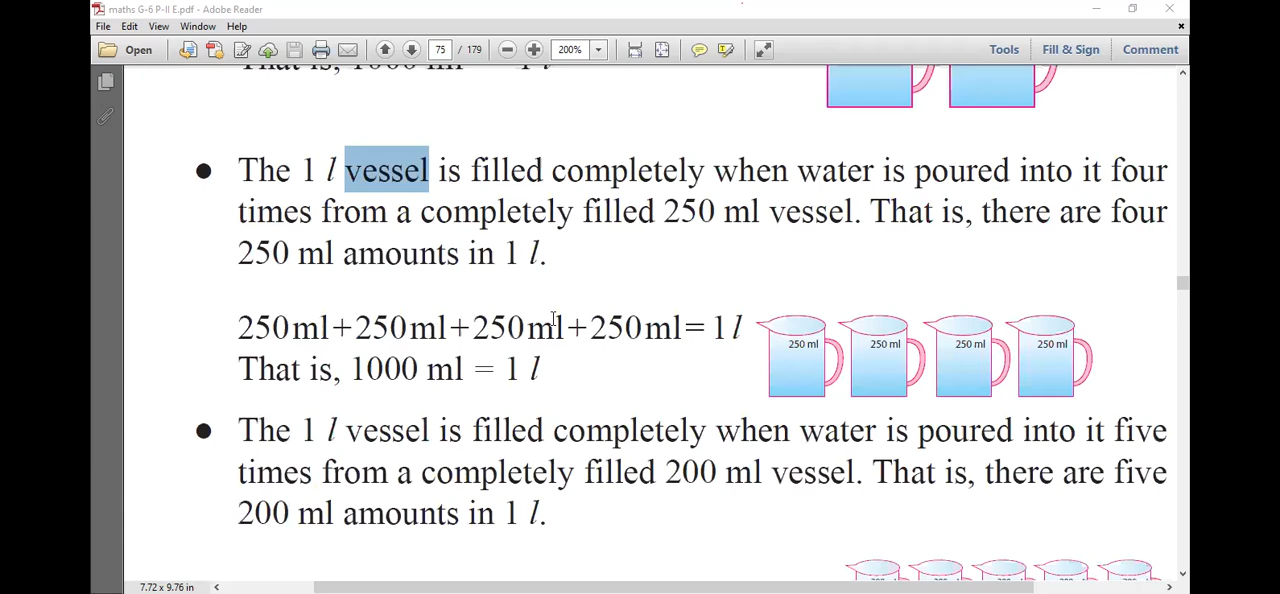 maths G-6 P-II E.pdf - Adobe Reader
File Edit View Window Help
Open 75 / 179 200% Tools Fill & Sign Comment
That is, 1000 ml = 1 l
● The 1 l vessel is filled completely when water is poured into it four
times from a completely filled 250 ml vessel. That is, there are four
250 ml amounts in 1 l.
250 ml + 250 ml + 250 ml + 250 ml = 1 l
250 ml 250 ml 250 ml 250 ml
That is, 1000 ml = 1 l
● The 1 l vessel is filled completely when water is poured into it five
times from a completely filled 200 ml vessel. That is, there are five
200 ml amounts in 1 l.
7.72 x 9.76 in